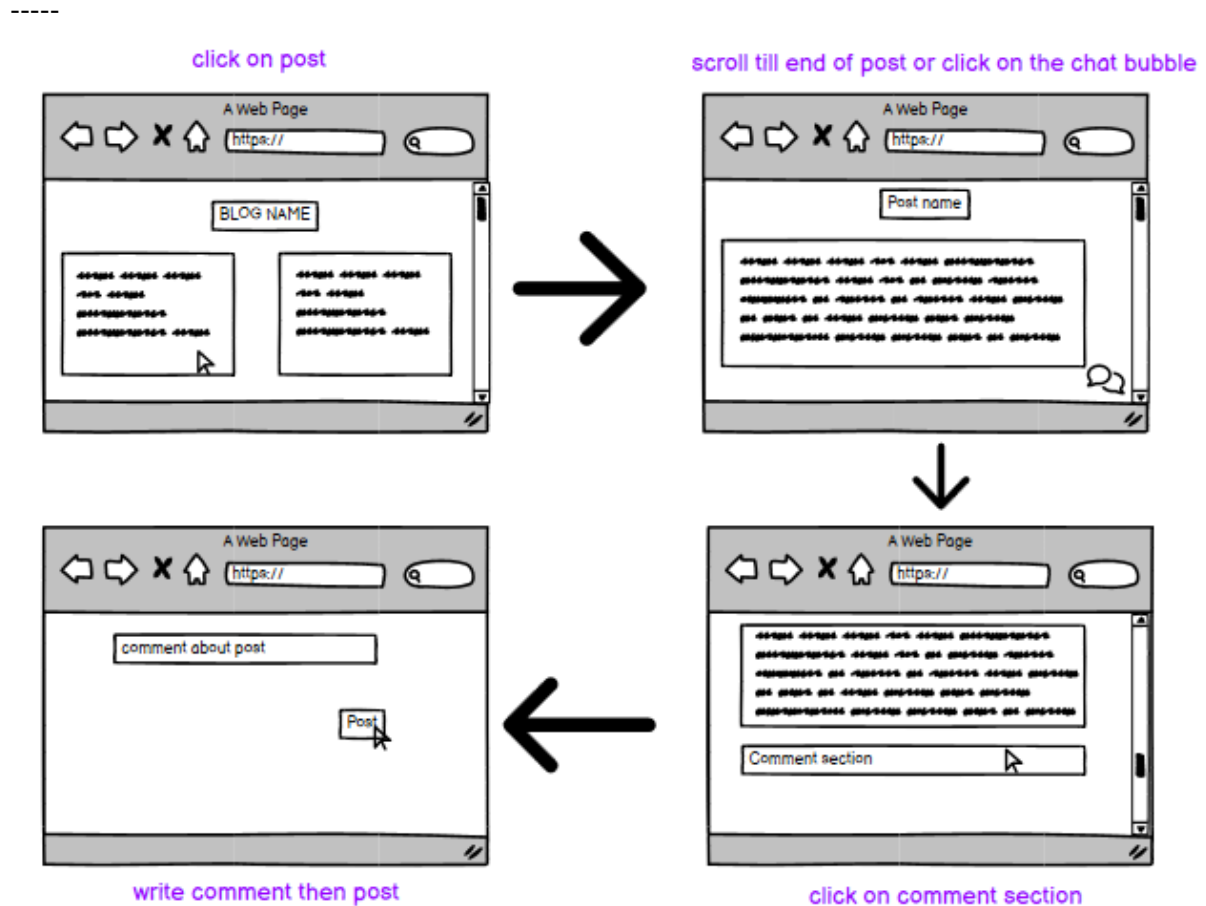 -----
click on post
scroll till end of post or click on the chat bubble
A Web Page
https://
BLOG NAME
A Web Page
https://
Post name
A Web Page
https://
comment about post
Post
write comment then post
A Web Page
https://
Comment section
click on comment section